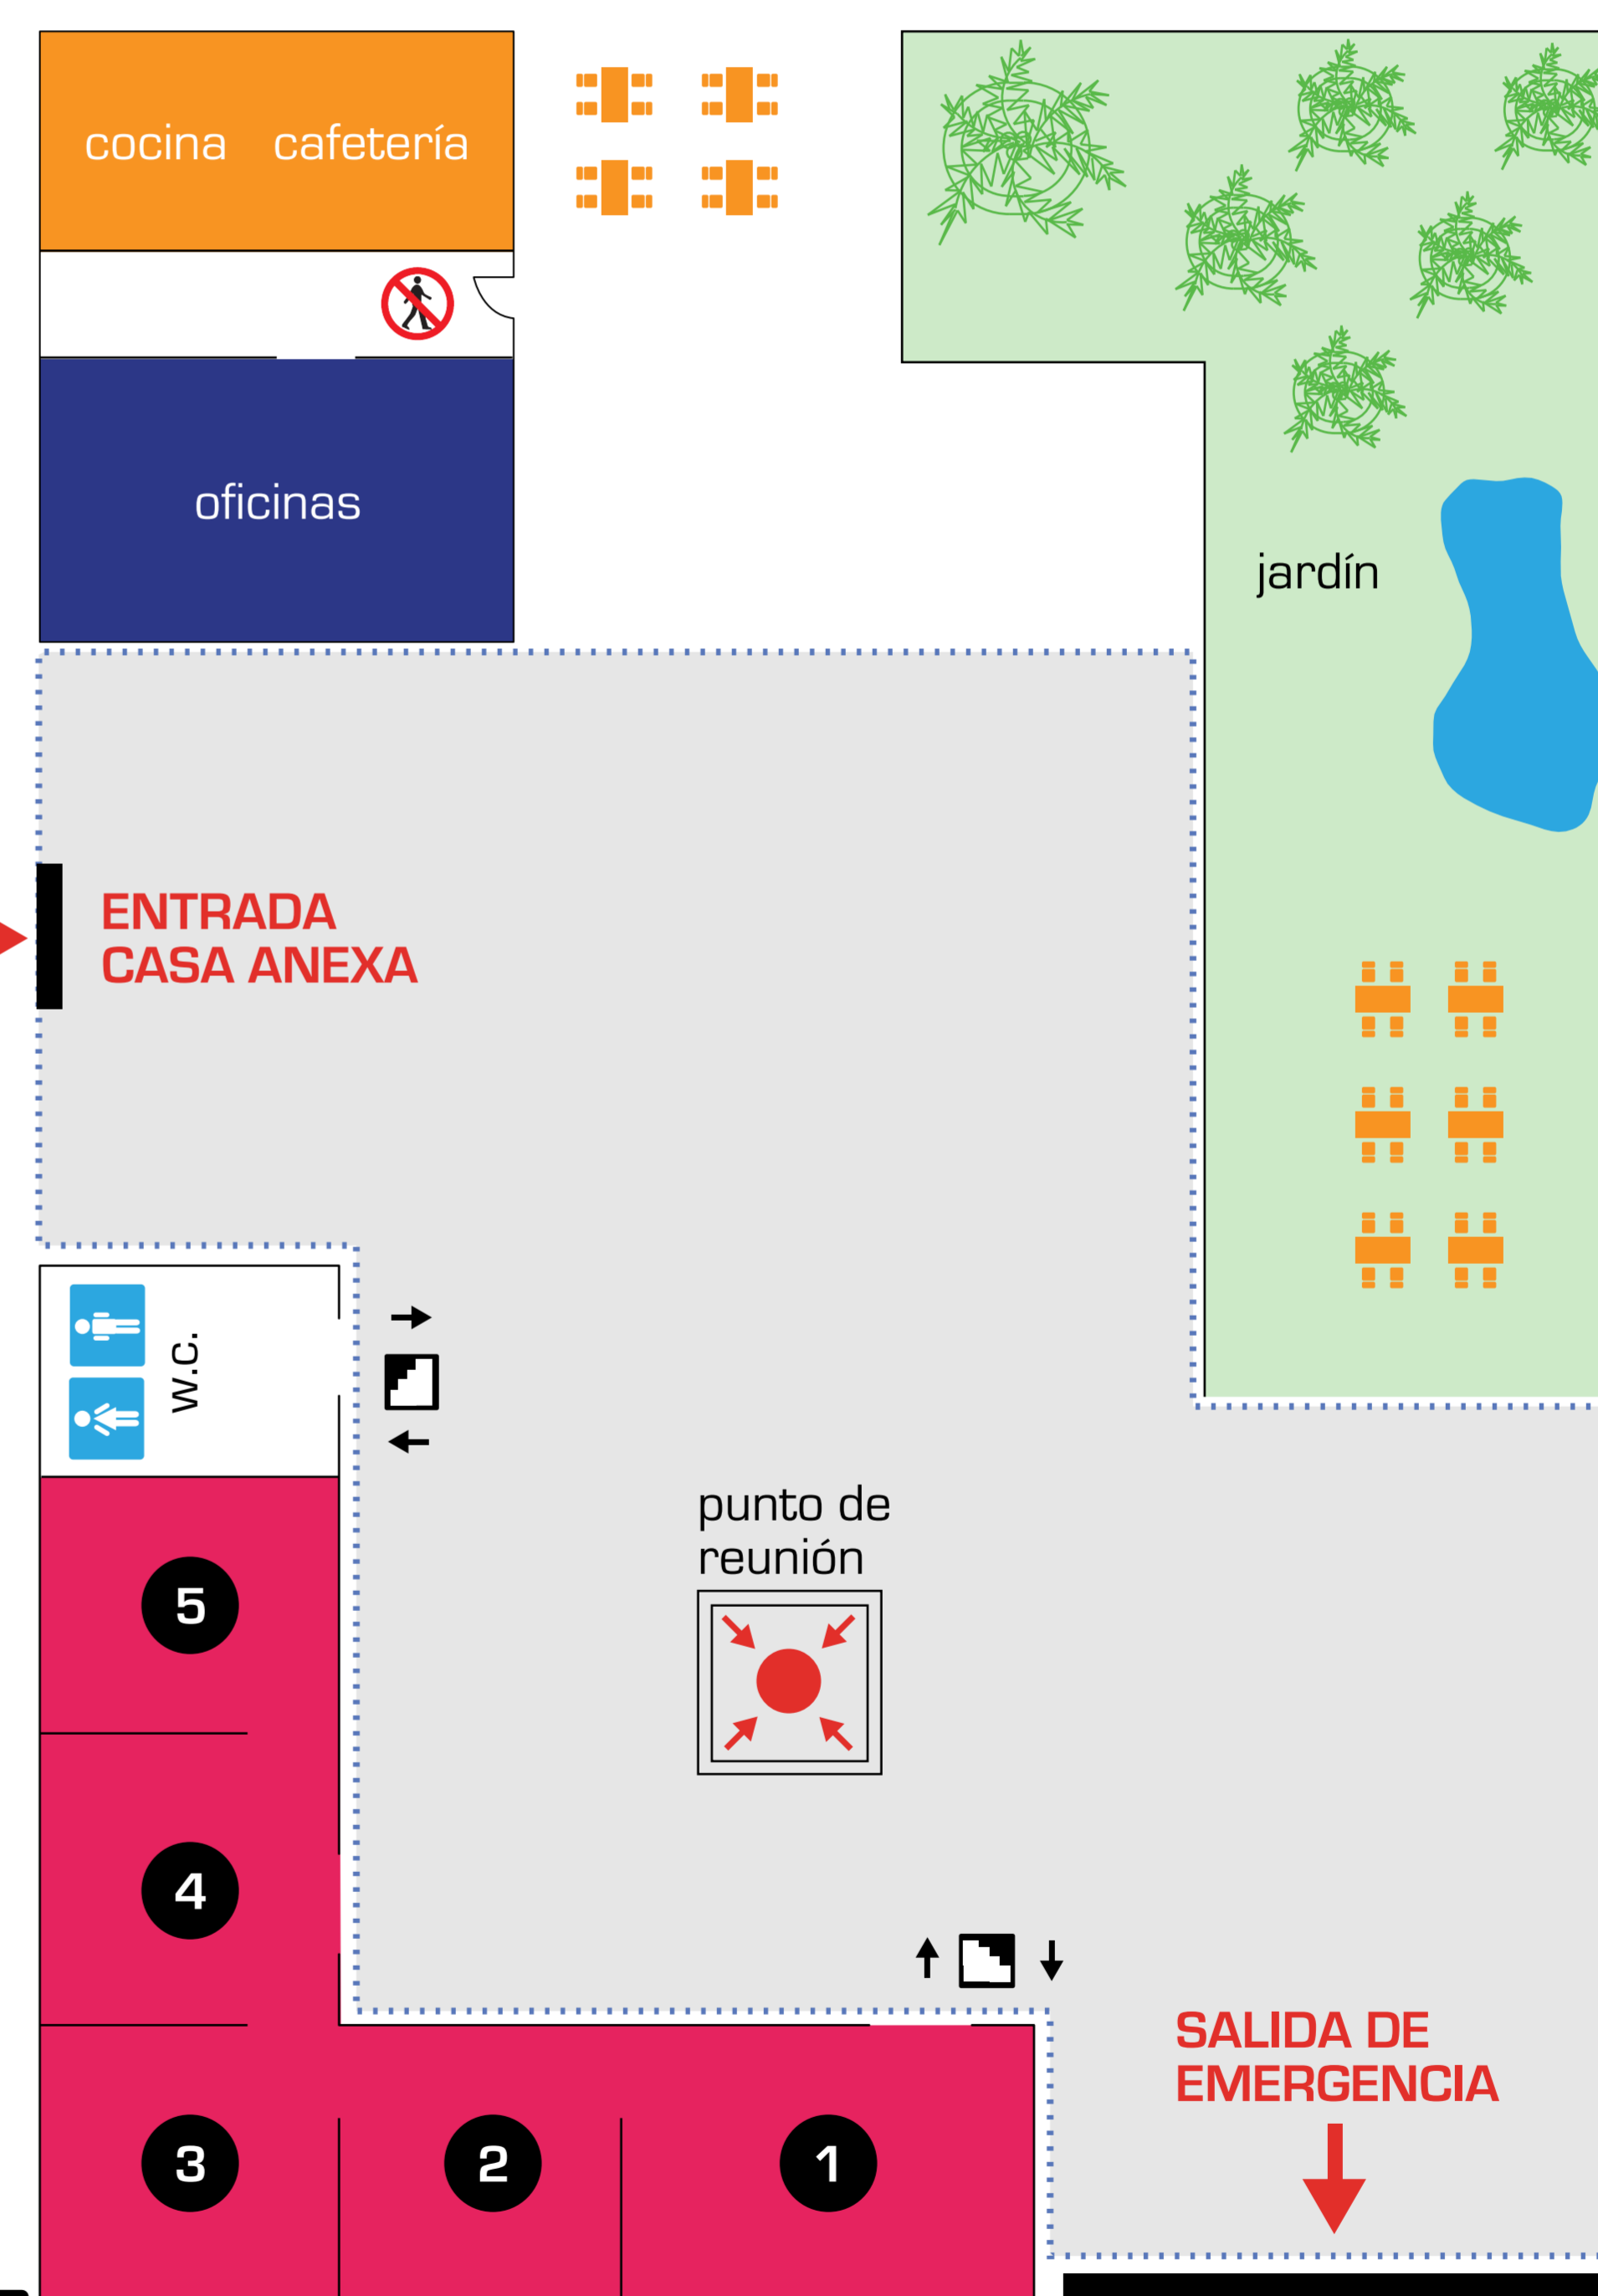 cocina cafetería
oficinas
jardín
ENTRADA
CASA ANEXA
w.c.
punto de
reunión
5
4
SALIDA DE
EMERGENCIA
3 2 1